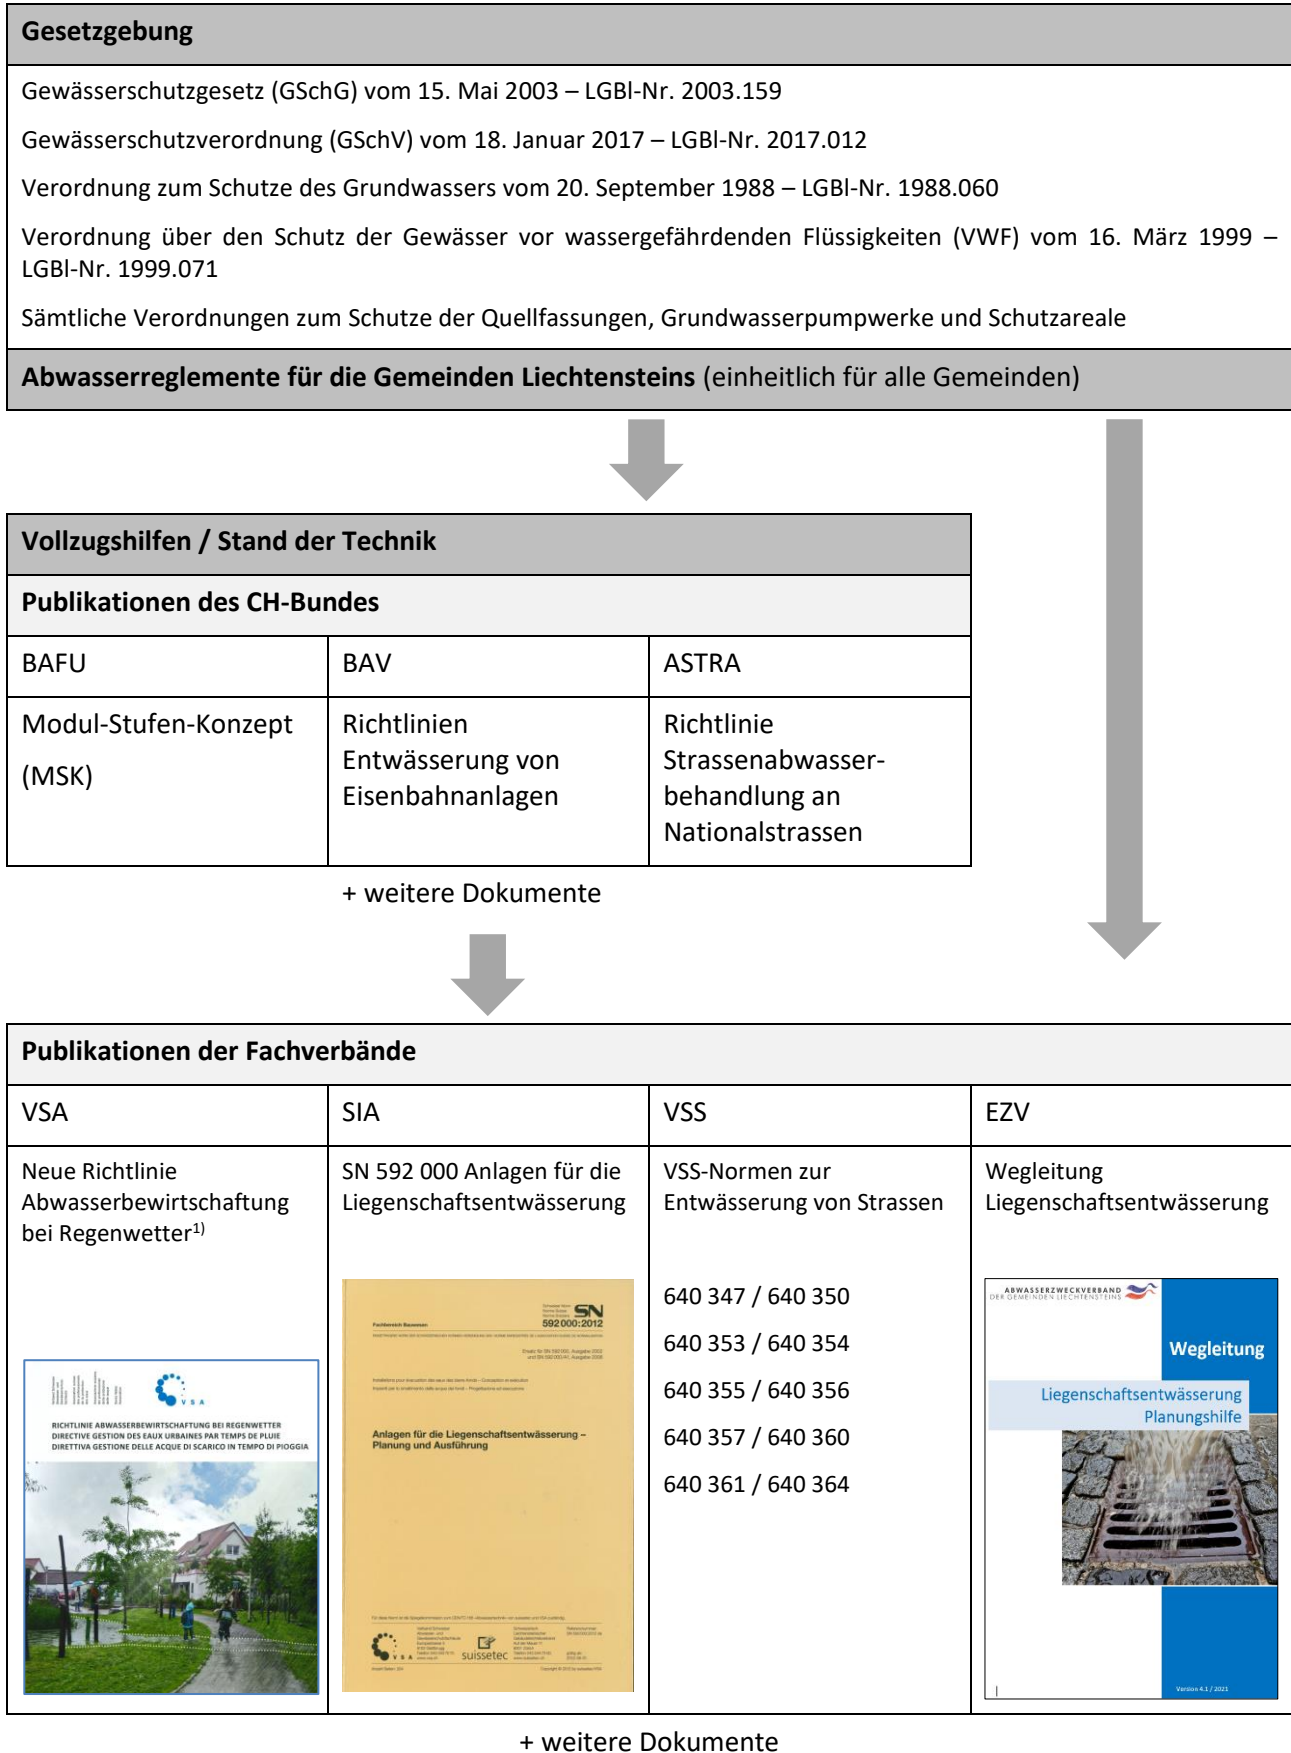 Gesetzgebung
Gewässerschutzgesetz (GSchG) vom 15. Mai 2003 – LGBl-Nr. 2003.159
Gewässerschutzverordnung (GSchV) vom 18. Januar 2017 – LGBl-Nr. 2017.012
Verordnung zum Schutze des Grundwassers vom 20. September 1988 – LGBl-Nr. 1988.060
Verordnung über den Schutz der Gewässer vor wassergefährdenden Flüssigkeiten (VWF) vom 16. März 1999 –
LGBl-Nr. 1999.071
Sämtliche Verordnungen zum Schutze der Quellfassungen, Grundwasserpumpwerke und Schutzareale
Abwasserreglemente für die Gemeinden Liechtensteins (einheitlich für alle Gemeinden)
Vollzugshilfen / Stand der Technik
Publikationen des CH-Bundes
BAFU
BAV
ASTRA
Modul-Stufen-Konzept
(MSK)
Richtlinien
Entwässerung von
Eisenbahnanlagen
Richtlinie
Strassenabwasser-
behandlung an
Nationalstrassen
+ weitere Dokumente
Publikationen der Fachverbände
VSA
SIA
VSS
EZV
Neue Richtlinie
Abwasserbewirtschaftung
bei Regenwetter1)
VSA
RICHTLINIE ABWASSERBEWIRTSCHAFTUNG BEI REGENWETTER
DIRECTIVE GESTION DES EAUX URBAINES PAR TEMPS DE PLUIE
DIRETTIVA GESTIONE DELLE ACQUE DI SCARICO IN TEMPO DI PIOGGIA
SN 592 000 Anlagen für die
Liegenschaftsentwässerung
SN
592 000:2012
Fachbereich Bauwesen
Anlagen für die Liegenschaftsentwässerung –
Planung und Ausführung
VSA
suissetec
VSS-Normen zur
Entwässerung von Strassen
640 347 / 640 350
640 353 / 640 354
640 355 / 640 356
640 357 / 640 360
640 361 / 640 364
Wegleitung
Liegenschaftsentwässerung
ABWASSERZWECKVERBAND
DER GEMEINDEN LIECHTENSTEINS
Wegleitung
Liegenschaftsentwässerung
Planungshilfe
Version 4.1 / 2021
+ weitere Dokumente